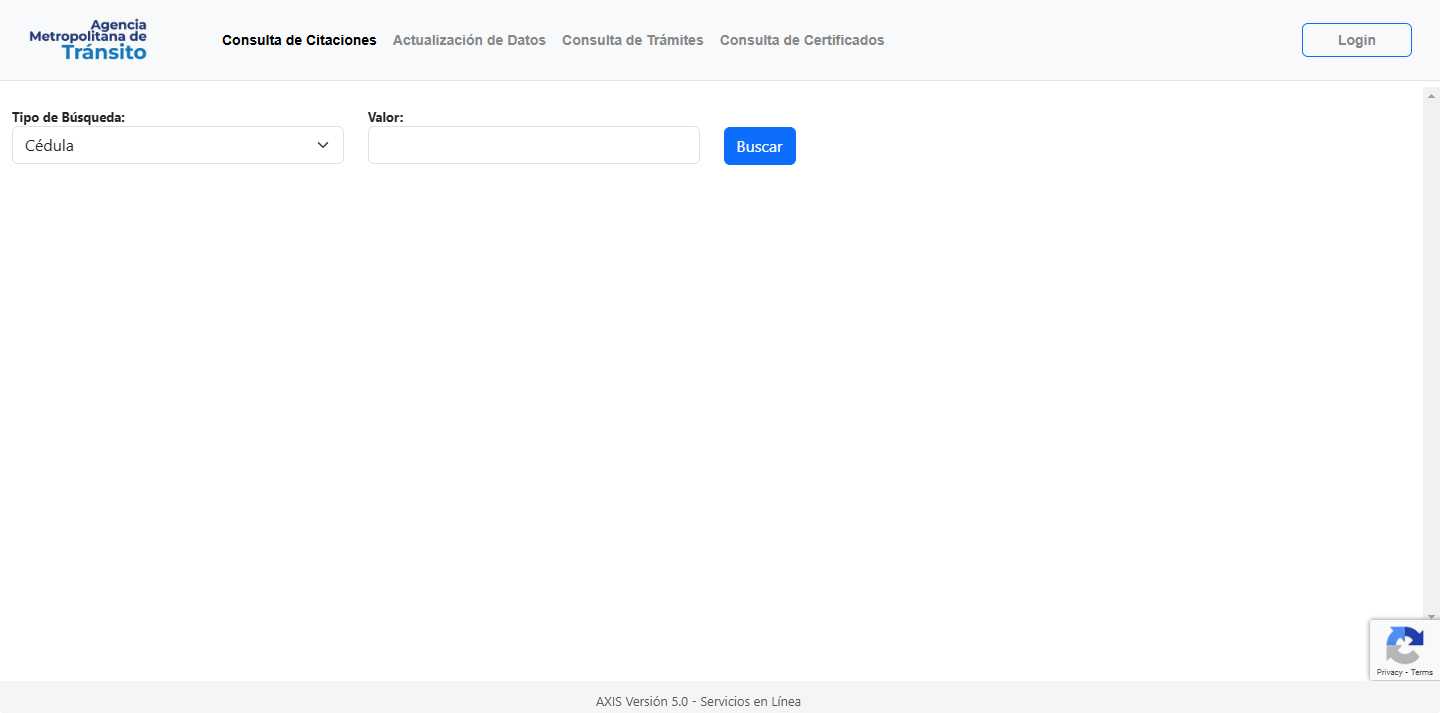 Agencia
Metropolitana de
Tránsito
Consulta de Citaciones
Actualización de Datos
Consulta de Trámites
Consulta de Certificados
Login
Tipo de Búsqueda:
Cédula
Valor:
Buscar
Privacy - Terms
AXIS Versión 5.0 - Servicios en Línea